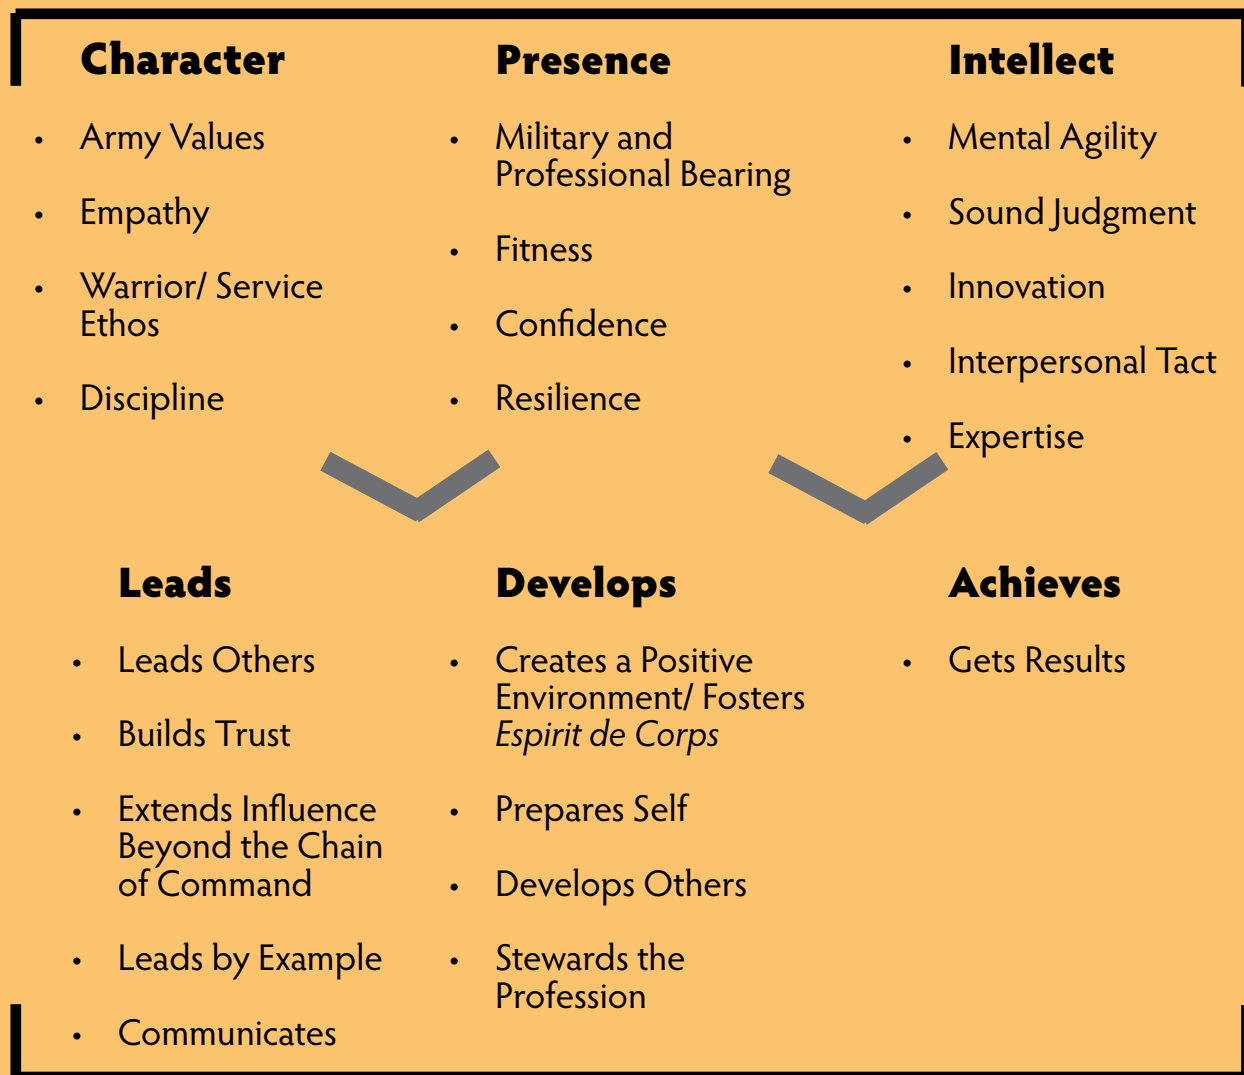 Character
• Army Values
• Empathy
• Warrior/ Service
Ethos
• Discipline
Presence
• Military and
Professional Bearing
• Fitness
• Confidence
• Resilience
Intellect
• Mental Agility
• Sound Judgment
• Innovation
• Interpersonal Tact
• Expertise
Leads
• Leads Others
• Builds Trust
• Extends Influence
Beyond the Chain
of Command
• Leads by Example
• Communicates
Develops
• Creates a Positive
Environment/ Fosters
Espirit de Corps
• Prepares Self
• Develops Others
• Stewards the
Profession
Achieves
• Gets Results